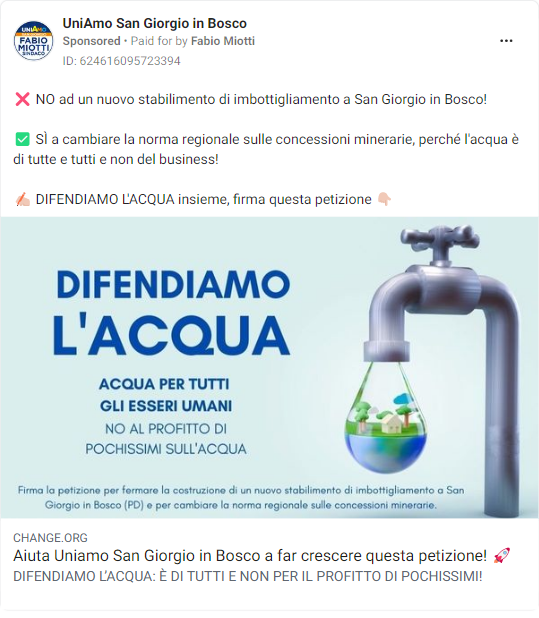 UniAmo San Giorgio in Bosco
Sponsored • Paid for by Fabio Miotti
ID: 624616095723394
UNIAMO
FABIO
MIOTTI
SINDACO
❌ NO ad un nuovo stabilimento di imbottigliamento a San Giorgio in Bosco!
✅ SÌ a cambiare la norma regionale sulle concessioni minerarie, perché l'acqua è
di tutte e tutti e non del business!
✍🏻 DIFENDIAMO L'ACQUA insieme, firma questa petizione 👇🏻
DIFENDIAMO
L'ACQUA
ACQUA PER TUTTI
GLI ESSERI UMANI
NO AL PROFITTO DI
POCHISSIMI SULL'ACQUA
Firma la petizione per fermare la costruzione di un nuovo stabilimento di imbottigliamento a San
Giorgio in Bosco (PD) e per cambiare la norma regionale sulle concessioni minerarie.
CHANGE.ORG
Aiuta Uniamo San Giorgio in Bosco a far crescere questa petizione! 🚀
DIFENDIAMO L’ACQUA: È DI TUTTI E NON PER IL PROFITTO DI POCHISSIMI!